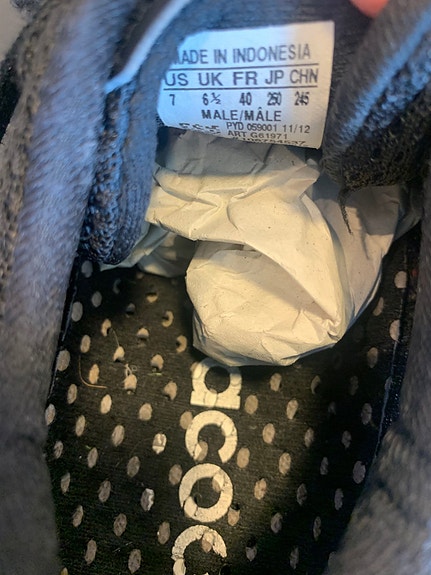 MADE IN INDONESIA
US UK FR JP CHN
7 6½ 40 250 245
MALE/MÂLE
PYD 059001 11/12
ART. G61971
acoc